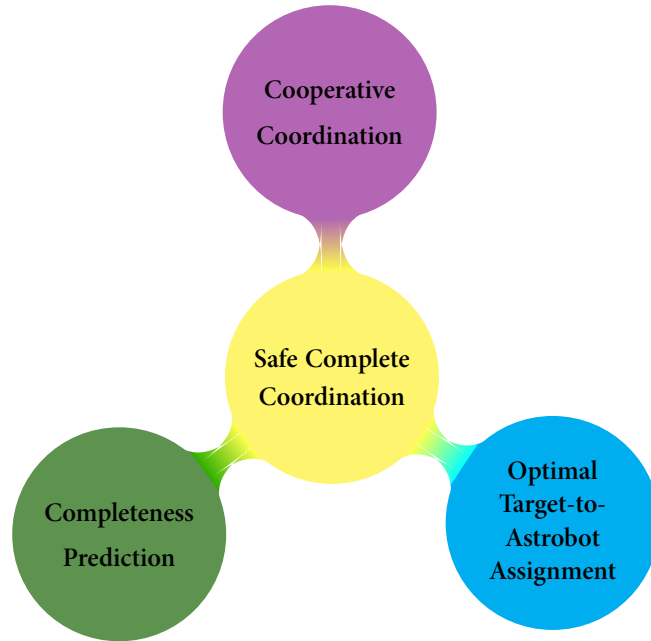 Cooperative
Coordination
Safe Complete
Coordination
Completeness
Prediction
Optimal
Target-to-
Astrobot
Assignment